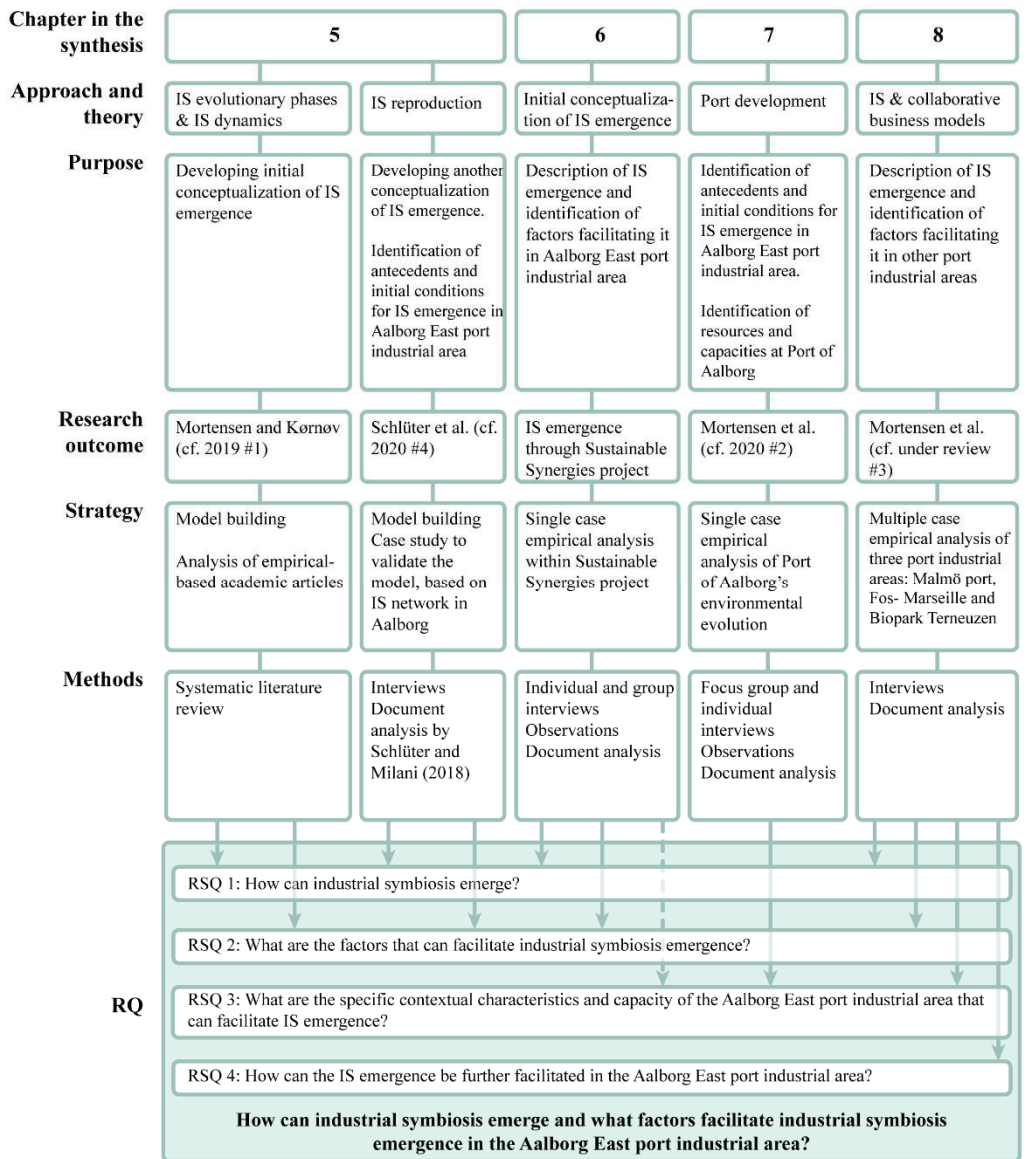 Chapter in the
synthesis
5
6
7
8
Approach and
theory
IS evolutionary phases
& IS dynamics
IS reproduction
Initial conceptualiza-
tion of IS emergence
Port development
IS & collaborative
business models
Purpose
Developing initial
conceptualization of IS
emergence
Developing another
conceptualization
of IS emergence.
Identification of
antecedents and
initial conditions
for IS emergence in
Aalborg East port
industrial area
Description of IS
emergence and
identification of
factors facilitating it
in Aalborg East port
industrial area
Identification of
antecedents and
initial conditions for
IS emergence in
Aalborg East port
industrial area.
Identification of
resources and
capacities at Port of
Aalborg
Description of IS
emergence and
identification of
factors facilitating
it in other port
industrial areas
Research
outcome
Mortensen and Kørnøv
(cf. 2019 #1)
Schlüter et al. (cf.
2020 #4)
IS emergence
through Sustainable
Synergies project
Mortensen et al.
(cf. 2020 #2)
Mortensen et al.
(cf. under review
#3)
Strategy
Model building
Analysis of empirical-
based academic articles
Model building
Case study to
validate the
model, based on
IS network in
Aalborg
Single case
empirical analysis
within Sustainable
Synergies project
Single case
empirical
analysis of Port
of Aalborg's
environmental
evolution
Multiple case
empirical analysis of
three port industrial
areas: Malmö port,
Fos- Marseille and
Biopark Terneuzen
Methods
Systematic literature
review
Interviews
Document
analysis by
Schlüter and
Milani (2018)
Individual and group
interviews
Observations
Document analysis
Focus group and
individual
interviews
Observations
Document analysis
Interviews
Document analysis
RQ
RSQ 1: How can industrial symbiosis emerge?
RSQ 2: What are the factors that can facilitate industrial symbiosis emergence?
RSQ 3: What are the specific contextual characteristics and capacity of the Aalborg East port industrial area that
can facilitate IS emergence?
RSQ 4: How can the IS emergence be further facilitated in the Aalborg East port industrial area?
How can industrial symbiosis emerge and what factors facilitate industrial symbiosis
emergence in the Aalborg East port industrial area?